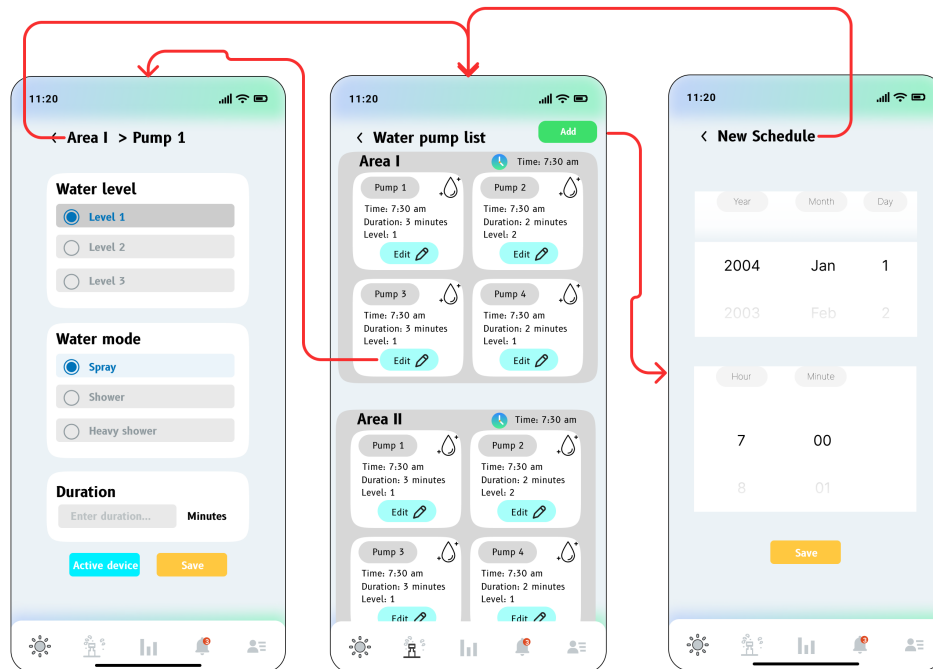 11:20
< Area I > Pump 1
Water level
Level 1
Level 2
Level 3
Water mode
Spray
Shower
Heavy shower
Duration
Enter duration... Minutes
Active device Save
3
11:20
< Water pump list Add
Area I Time: 7:30 am
Pump 1
Time: 7:30 am
Duration: 3 minutes
Level: 1
Edit
Pump 2
Time: 7:30 am
Duration: 2 minutes
Level: 2
Edit
Pump 3
Time: 7:30 am
Duration: 3 minutes
Level: 1
Edit
Pump 4
Time: 7:30 am
Duration: 2 minutes
Level: 1
Edit
Area II Time: 7:30 am
Pump 1
Time: 7:30 am
Duration: 3 minutes
Level: 1
Edit
Pump 2
Time: 7:30 am
Duration: 2 minutes
Level: 2
Edit
Pump 3
Time: 7:30 am
Duration: 3 minutes
Level: 1
Edit
Pump 4
Time: 7:30 am
Duration: 2 minutes
Level: 1
Edit
3
11:20
< New Schedule
Year Month Day
2004 Jan 1
2003 Feb 2
Hour Minute
7 00
8 01
Save
3